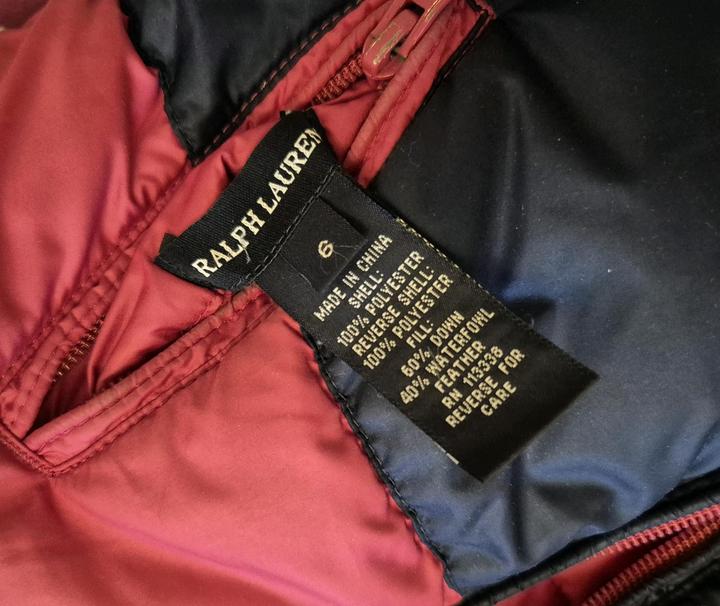 RALPH LAUREN
6
MADE IN CHINA
SHELL:
100% POLYESTER
REVERSE SHELL:
100% POLYESTER
FILL:
60% DOWN
40% WATERFOHL
FEATHER
RN 113338
REVERSE FOR
CARE